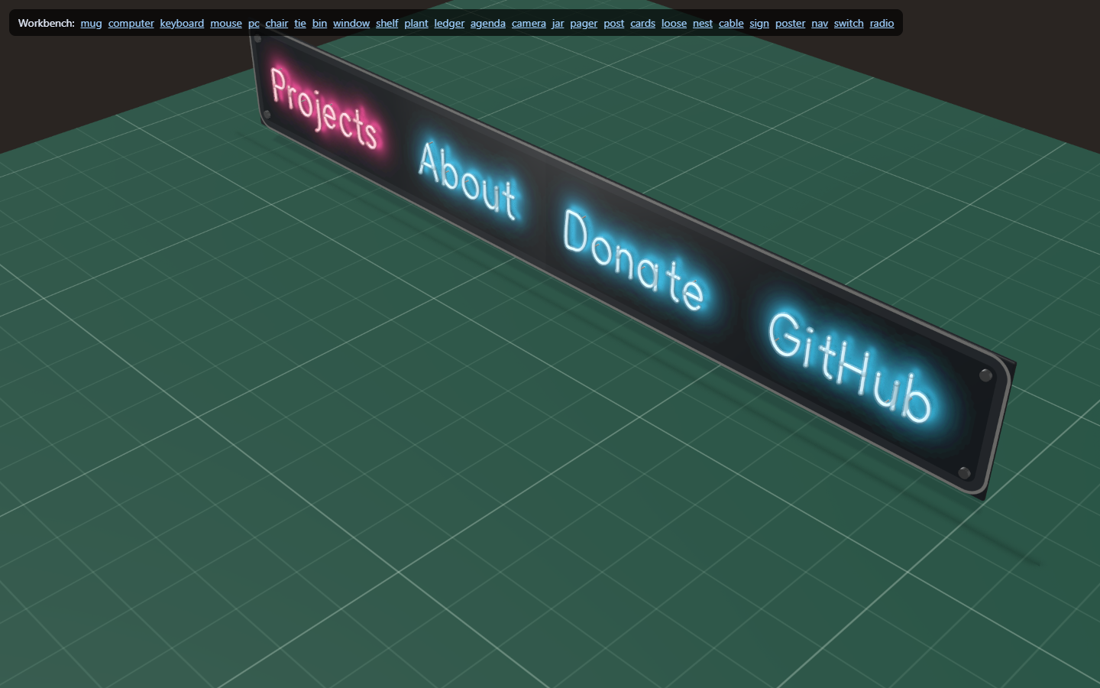 Workbench: mug computer keyboard mouse pc chair tie bin window shelf plant ledger agenda camera jar pager post cards loose nest cable sign poster nav switch radio
Projects About Donate GitHub